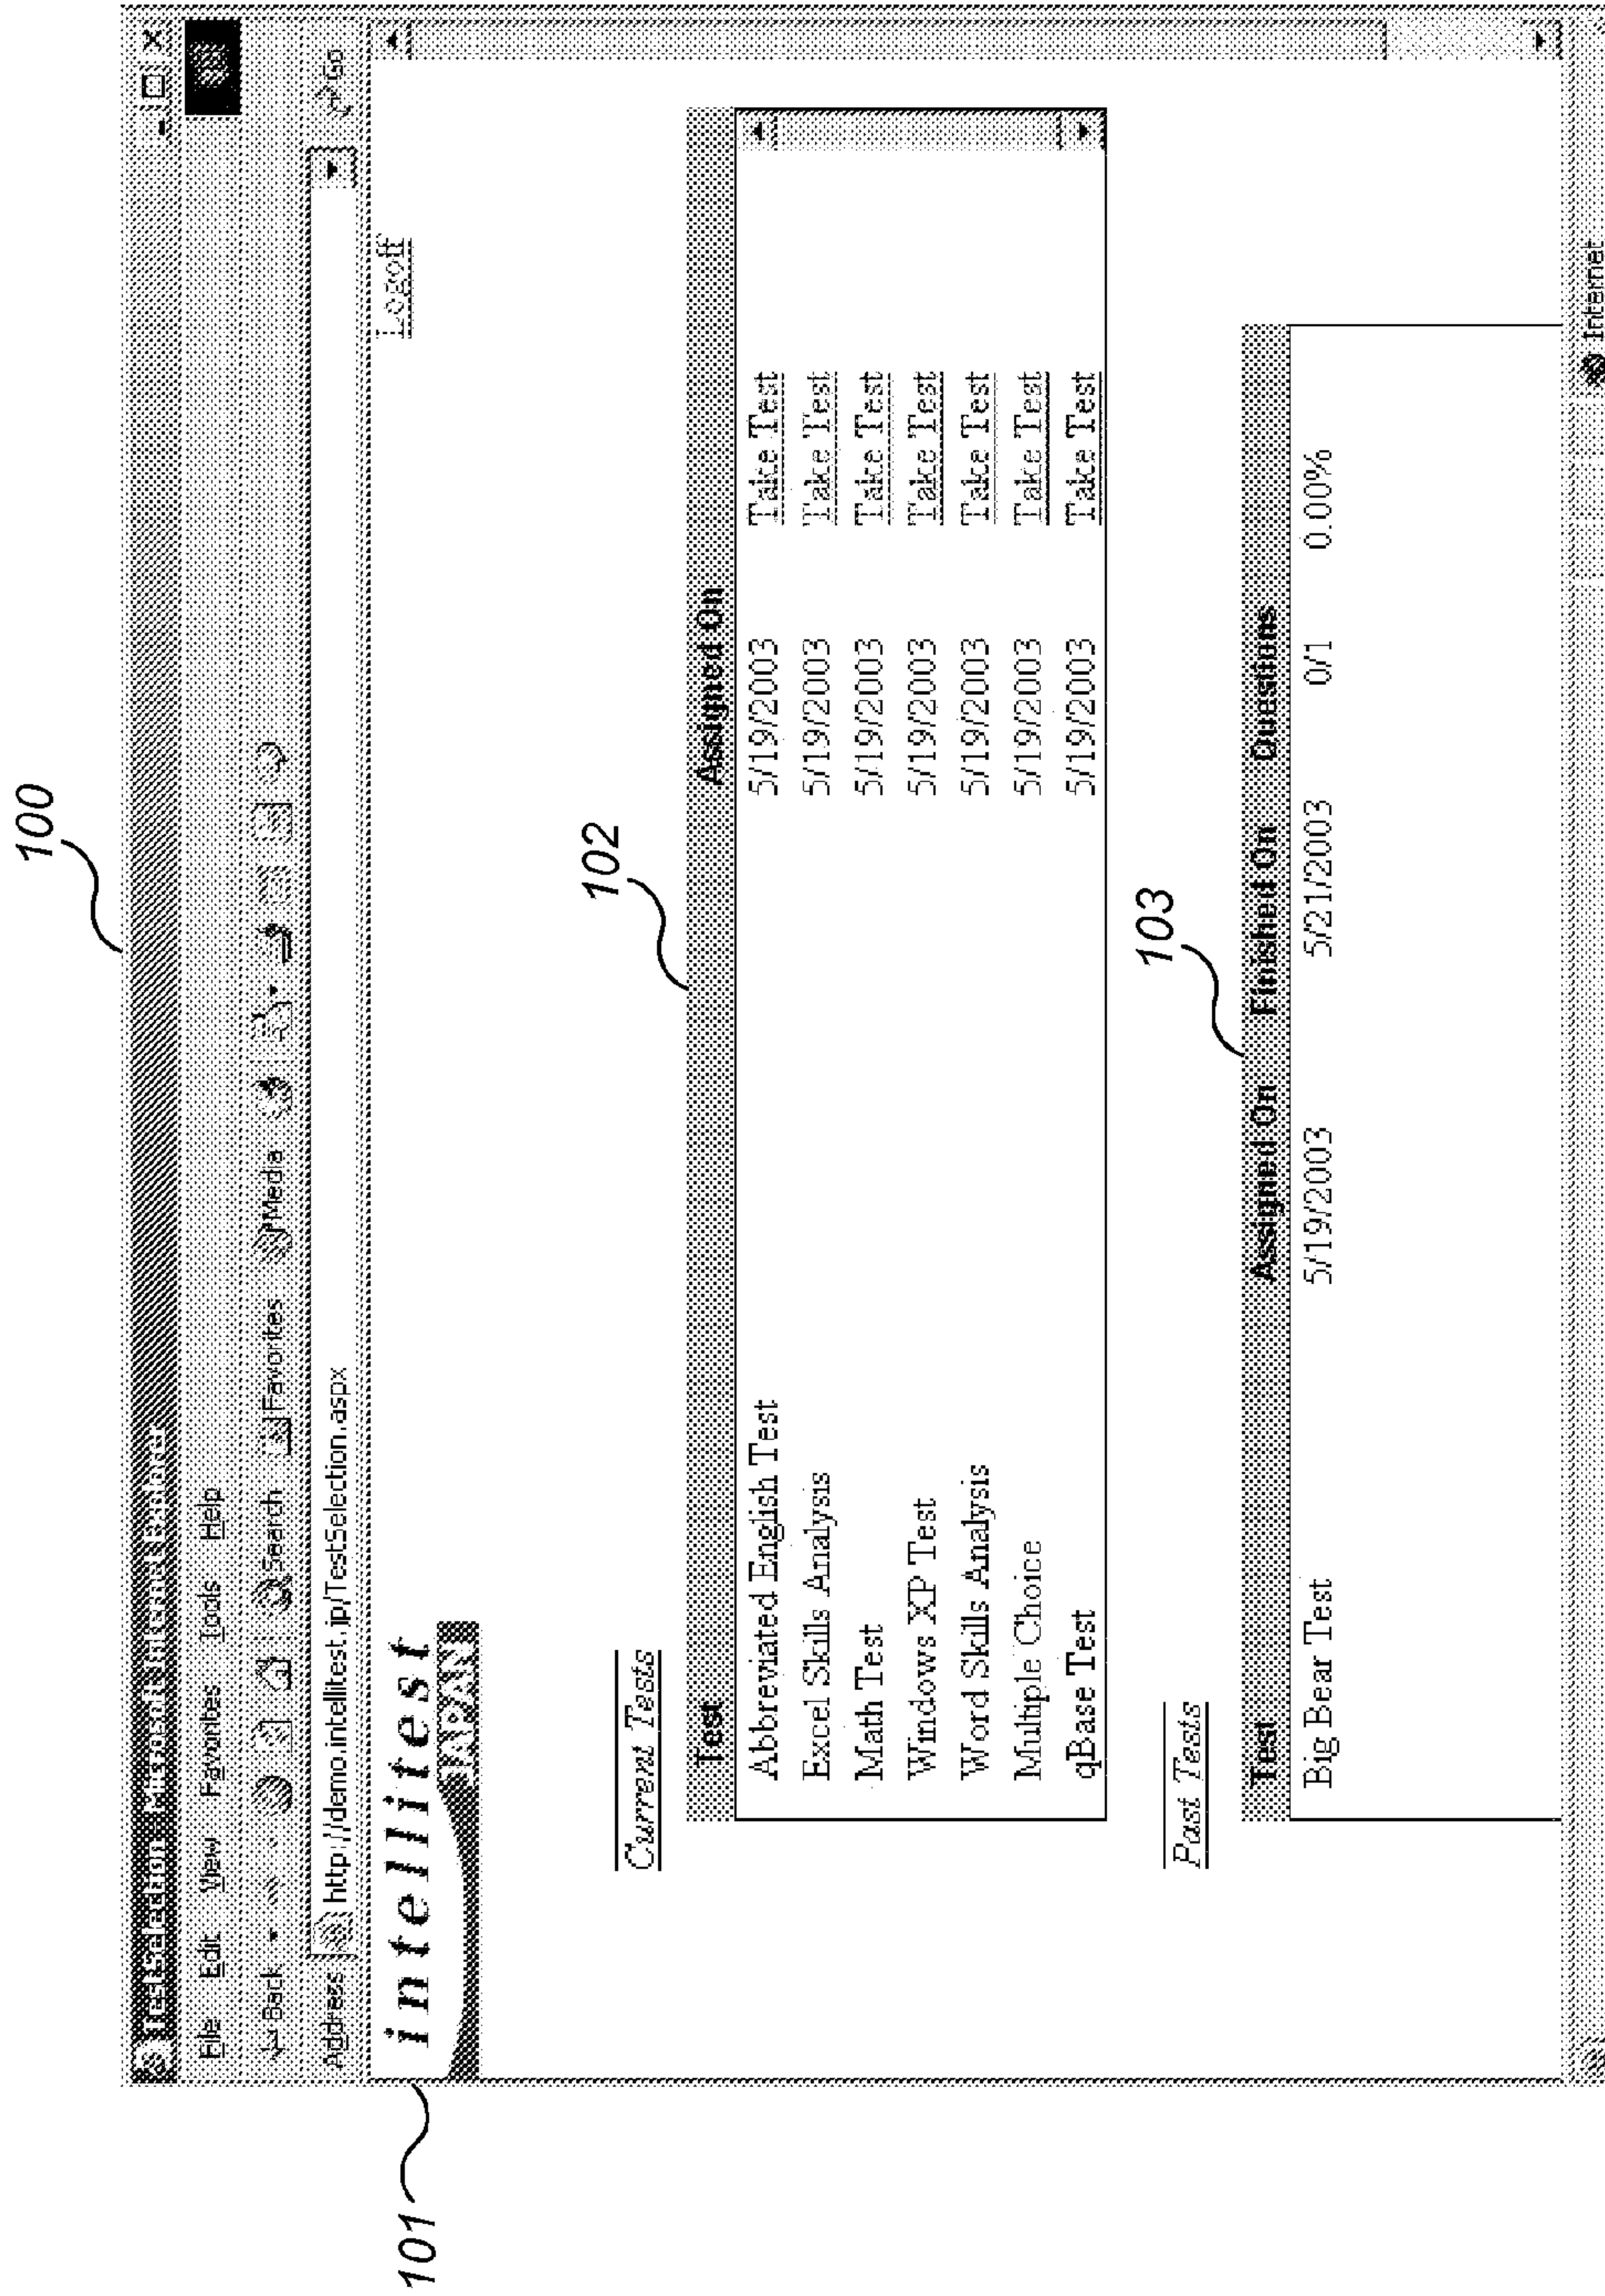 100
TestSelection - Microsoft Internet Explorer
File Edit View Favorites Tools Help
Back Search Favorites Media
Address http://demo.intellitest.jp/TestSelection.aspx Go
101
intellitest
JAPAN
Logoff
Current Tests
102
Test Assigned On
Abbreviated English Test 5/19/2003 Take Test
Excel Skills Analysis 5/19/2003 Take Test
Math Test 5/19/2003 Take Test
Windows XP Test 5/19/2003 Take Test
Word Skills Analysis 5/19/2003 Take Test
Multiple Choice 5/19/2003 Take Test
qBase Test 5/19/2003 Take Test
Past Tests
103
Test Assigned On Finished On Questions
Big Bear Test 5/19/2003 5/21/2003 0/1 0.00%
Internet